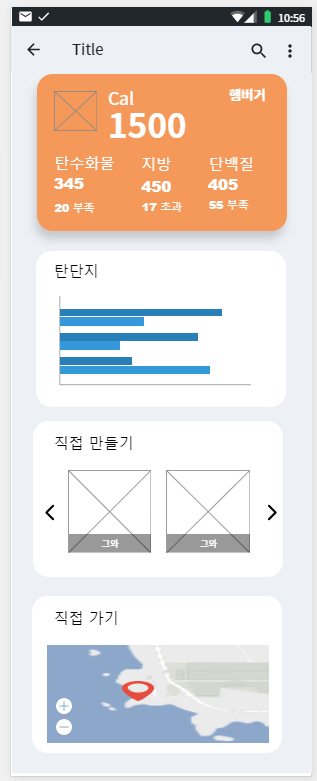 10:56
Title
Cal
햄버거
1500
탄수화물 지방 단백질
345 450 405
20 부족 17 초과 55 부족
탄단지
직접 만들기
그와 그와
직접 가기